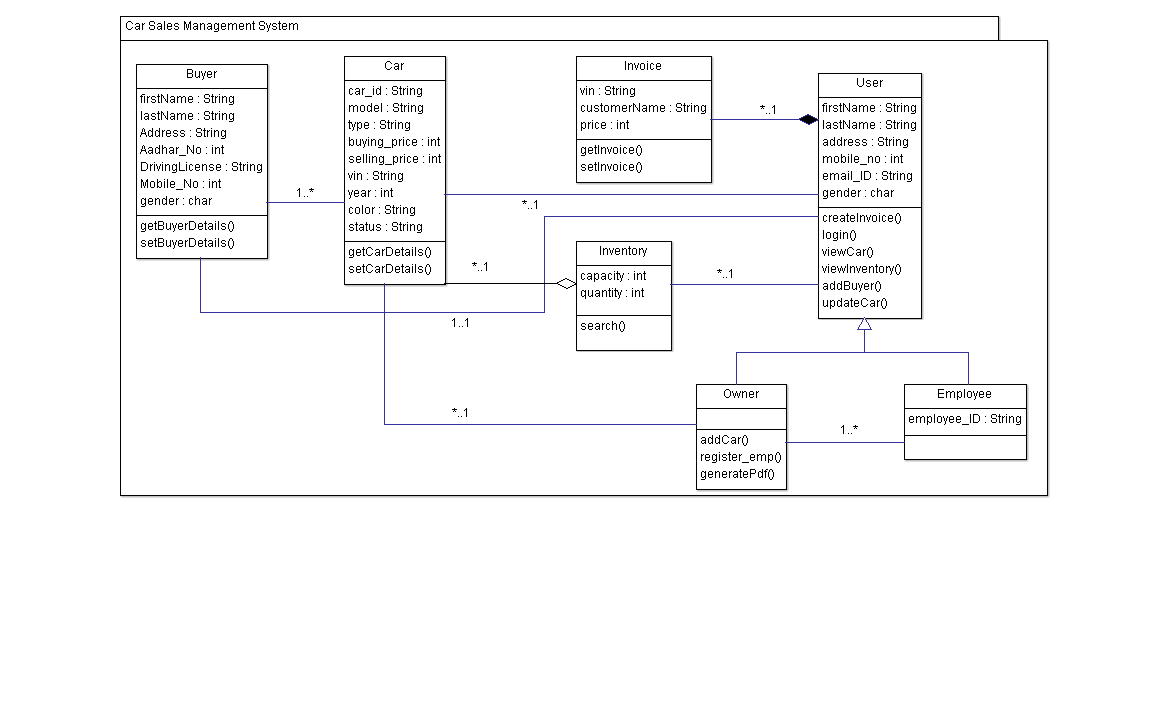 Car Sales Management System
Buyer
firstName : String
lastName : String
Address : String
Aadhar_No : int
DrivingLicense : String
Mobile_No : int
gender : char
getBuyerDetails()
setBuyerDetails()
1..*
Car
car_id : String
model : String
type : String
buying_price : int
selling_price : int
vin : String
year : int
color : String
status : String
getCarDetails()
setCarDetails()
Invoice
vin : String
customerName : String
price : int
getInvoice()
setInvoice()
*..1
User
firstName : String
lastName : String
address : String
mobile_no : int
email_ID : String
gender : char
createInvoice()
login()
viewCar()
viewInventory()
addBuyer()
updateCar()
*..1
*..1
Inventory
capacity : int
quantity : int
search()
*..1
1..1
*..1
Owner
addCar()
register_emp()
generatePdf()
1..*
Employee
employee_ID : String